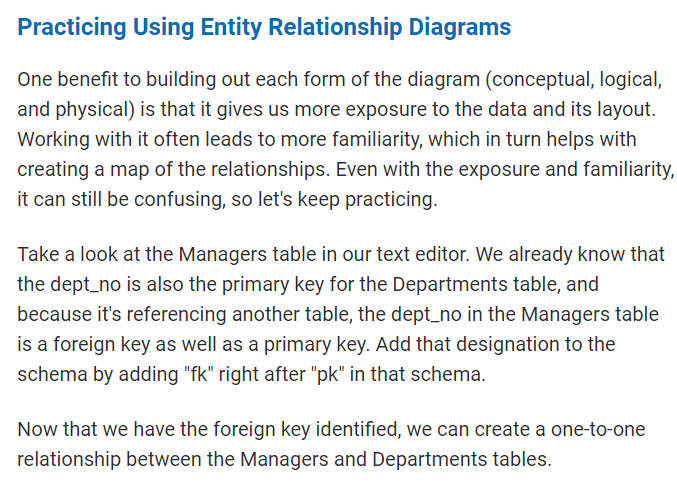 Practicing Using Entity Relationship Diagrams
One benefit to building out each form of the diagram (conceptual, logical,
and physical) is that it gives us more exposure to the data and its layout.
Working with it often leads to more familiarity, which in turn helps with
creating a map of the relationships. Even with the exposure and familiarity,
it can still be confusing, so let's keep practicing.
Take a look at the Managers table in our text editor. We already know that
the dept_no is also the primary key for the Departments table, and
because it's referencing another table, the dept_no in the Managers table
is a foreign key as well as a primary key. Add that designation to the
schema by adding "fk" right after "pk" in that schema.
Now that we have the foreign key identified, we can create a one-to-one
relationship between the Managers and Departments tables.